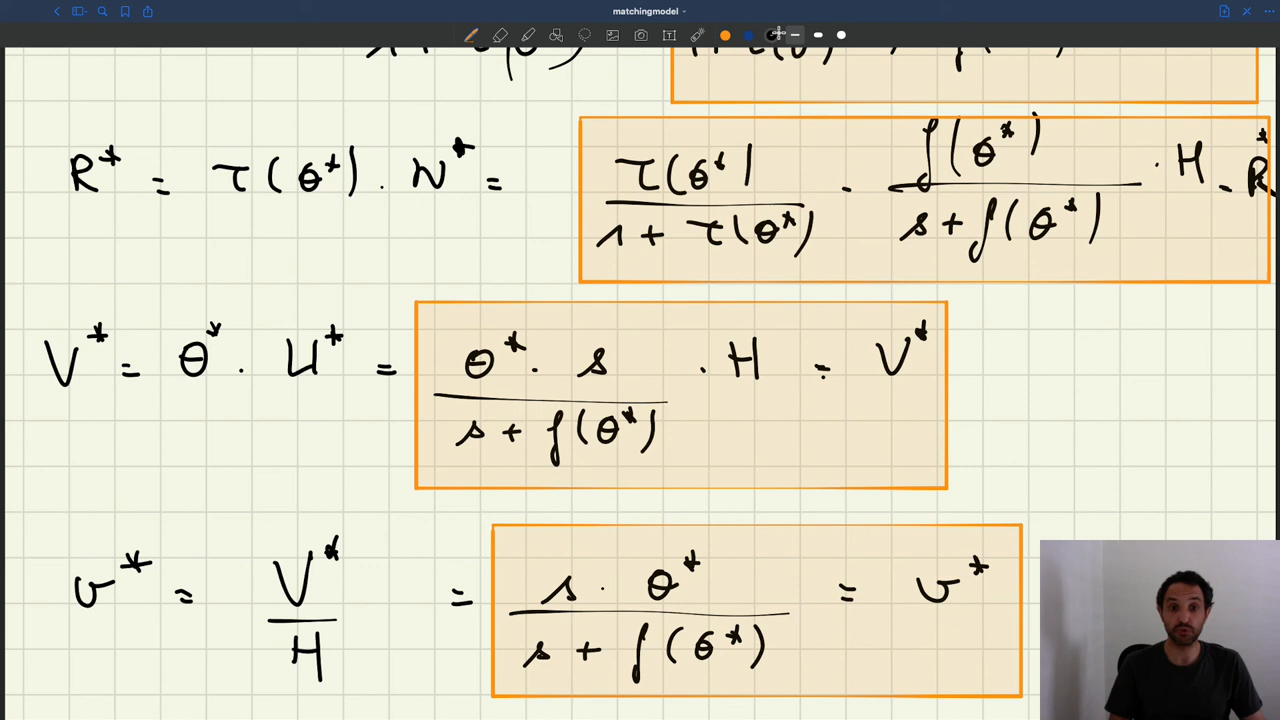 matchingmodel
R* = τ(θ*) · N* = τ(θ*) / 1 + τ(θ*) · f(θ*) / s + f(θ*) · H = R*
V* = θ* · U* = θ* · s / s + f(θ*) · H = V*
v* = V* / H = s · θ* / s + f(θ*) = v*